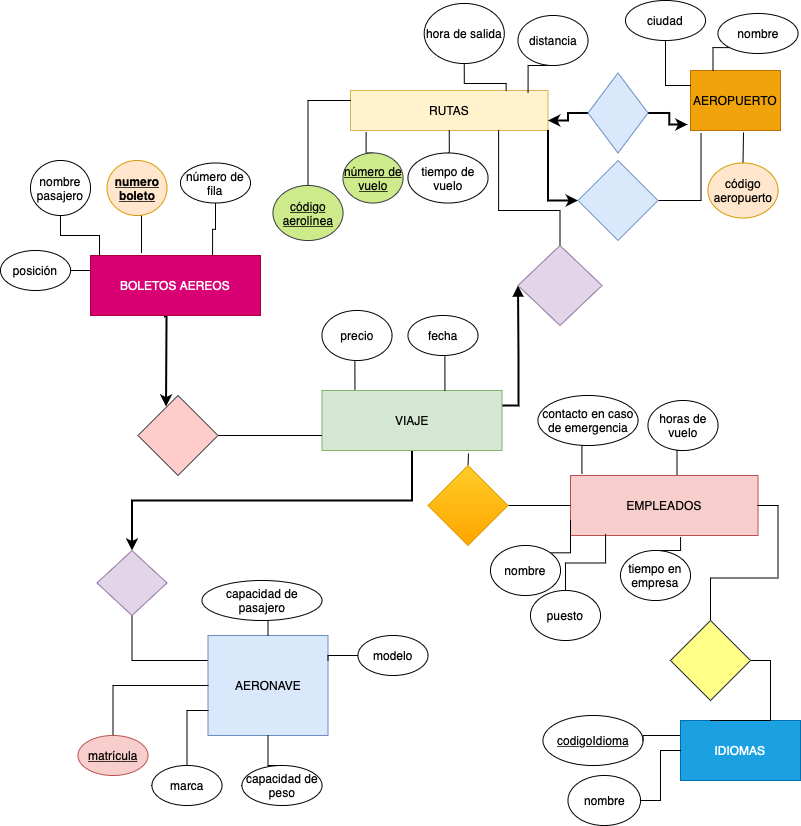 ciudad
nombre
hora de salida
distancia
AEROPUERTO
RUTAS
número de
vuelo
tiempo de
vuelo
código
aerolínea
código
aeropuerto
nombre
pasajero
numero
boleto
número de
fila
posición
BOLETOS AEREOS
precio
fecha
VIAJE
contacto en caso
de emergencia
horas de
vuelo
EMPLEADOS
nombre
tiempo en
empresa
puesto
capacidad de
pasajero
modelo
AERONAVE
matrícula
marca
capacidad de
peso
codigoIdioma
IDIOMAS
nombre